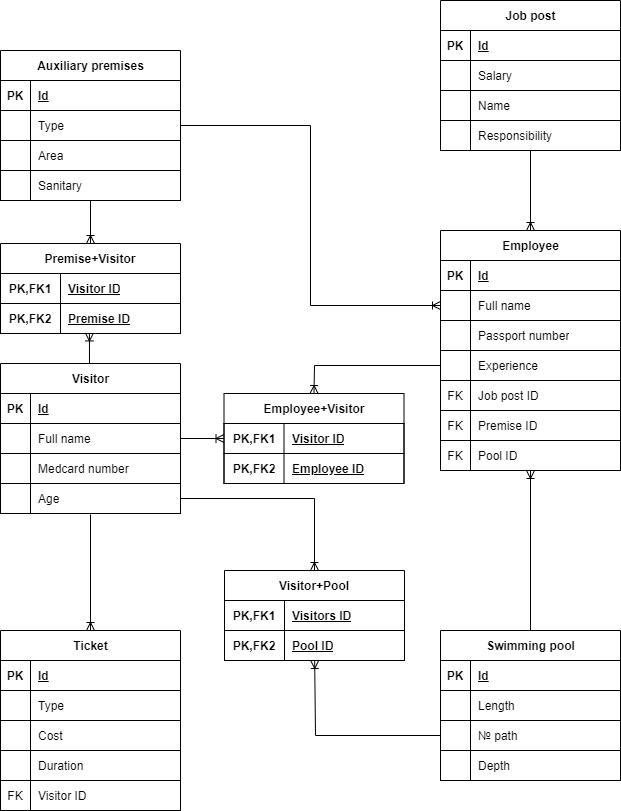 Job post
PK Id
Salary
Name
Responsibility
Auxiliary premises
PK Id
Type
Area
Sanitary
Premise+Visitor
PK,FK1 Visitor ID
PK,FK2 Premise ID
Employee
PK Id
Full name
Passport number
Experience
FK Job post ID
FK Premise ID
FK Pool ID
Visitor
PK Id
Full name
Medcard number
Age
Employee+Visitor
PK,FK1 Visitor ID
PK,FK2 Employee ID
Visitor+Pool
PK,FK1 Visitors ID
PK,FK2 Pool ID
Ticket
PK Id
Type
Cost
Duration
FK Visitor ID
Swimming pool
PK Id
Length
№ path
Depth